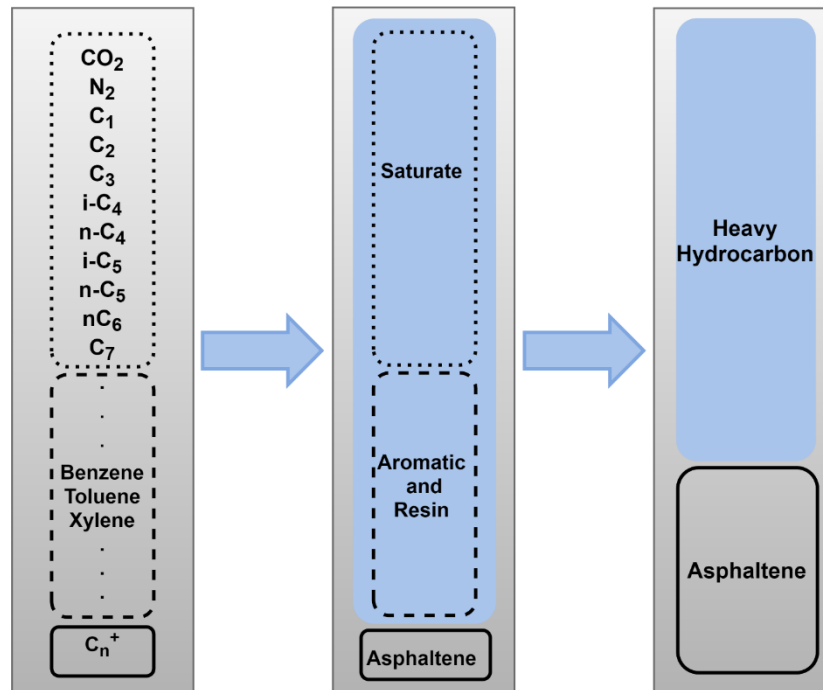 CO₂
N₂
C₁
C₂
C₃
i-C₄
n-C₄
i-C₅
n-C₅
nC₆
C₇
.
.
.
Benzene
Toluene
Xylene
.
.
.
Cₙ⁺
Saturate
Aromatic
and
Resin
Asphaltene
Heavy
Hydrocarbon
Asphaltene